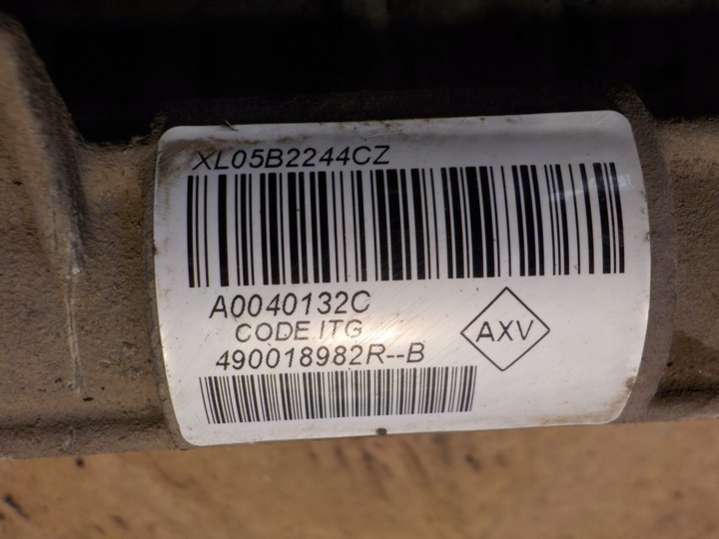 XL05B2244CZ
A0040132C
CODE ITG
490018982R--B
AXV